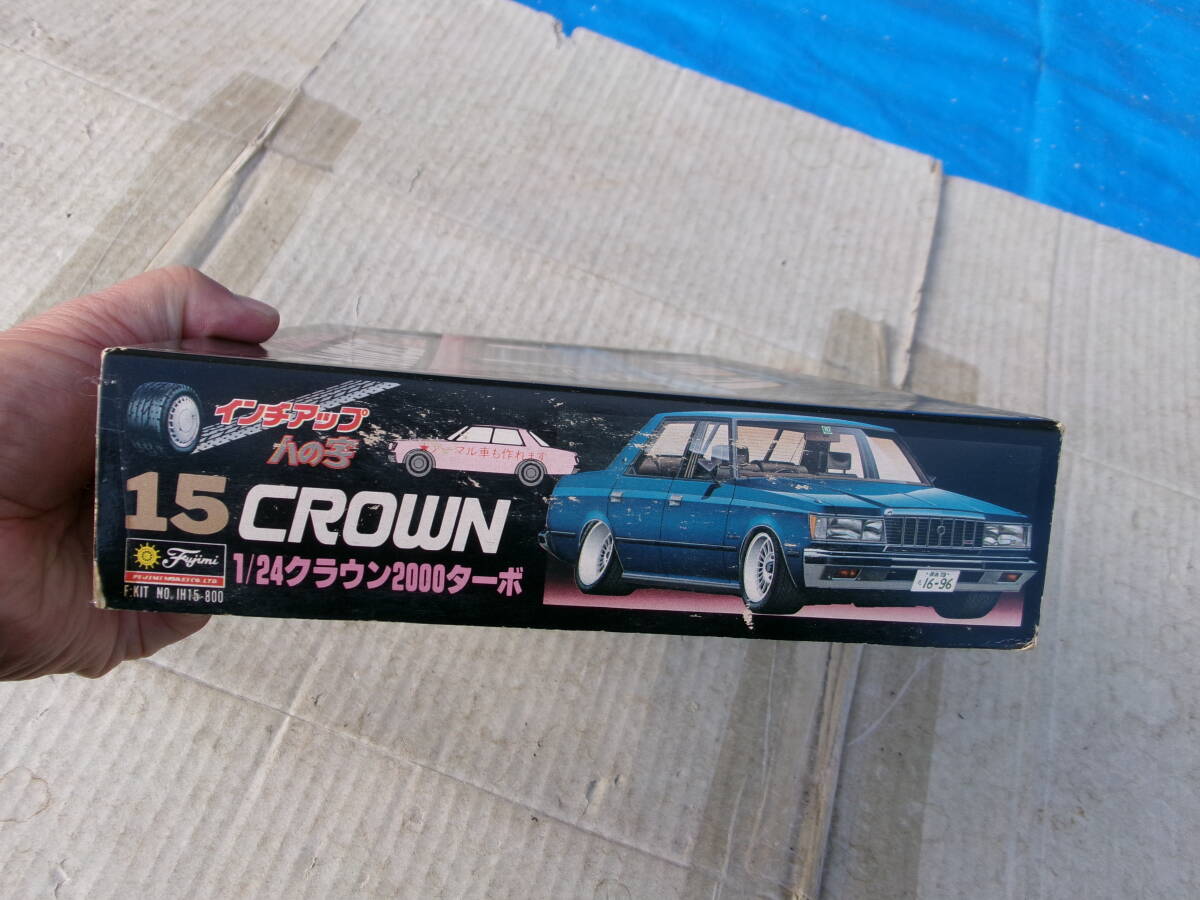 インチアップ
ハの字
★ノーマル車も作れます
15 CROWN
Fujimi
FUJIMI MOKEI CO.LTD.
1/24クラウン2000ターボ
F:KIT NO. IH15-800
16-96